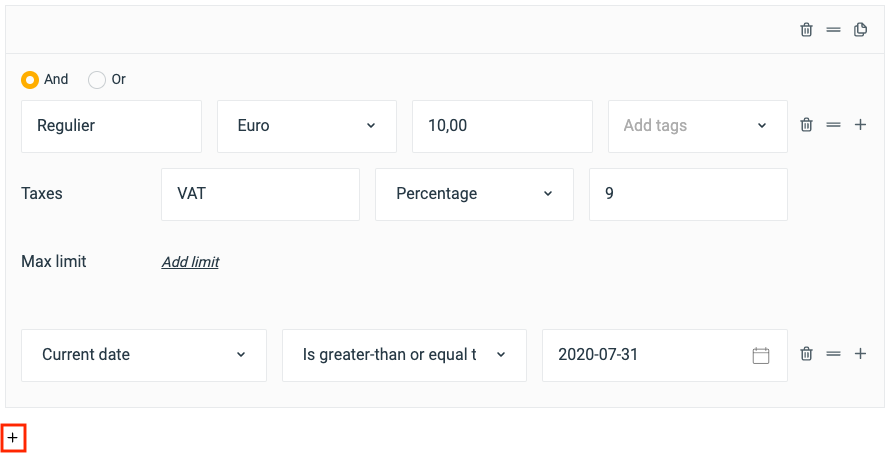 And Or
Regulier Euro 10,00 Add tags
Taxes VAT Percentage 9
Max limit Add limit
Current date Is greater-than or equal t 2020-07-31